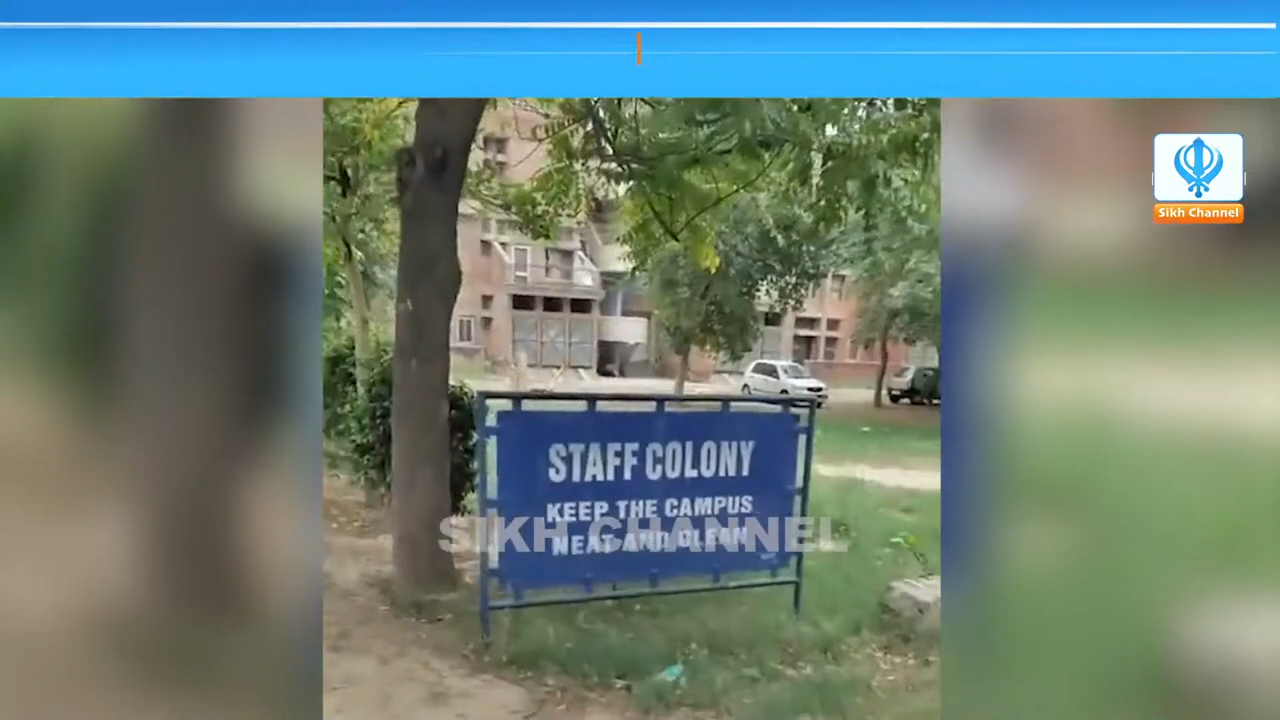 Sikh Channel
STAFF COLONY
KEEP THE CAMPUS
NEAT AND CLEAN
SIKH CHANNEL